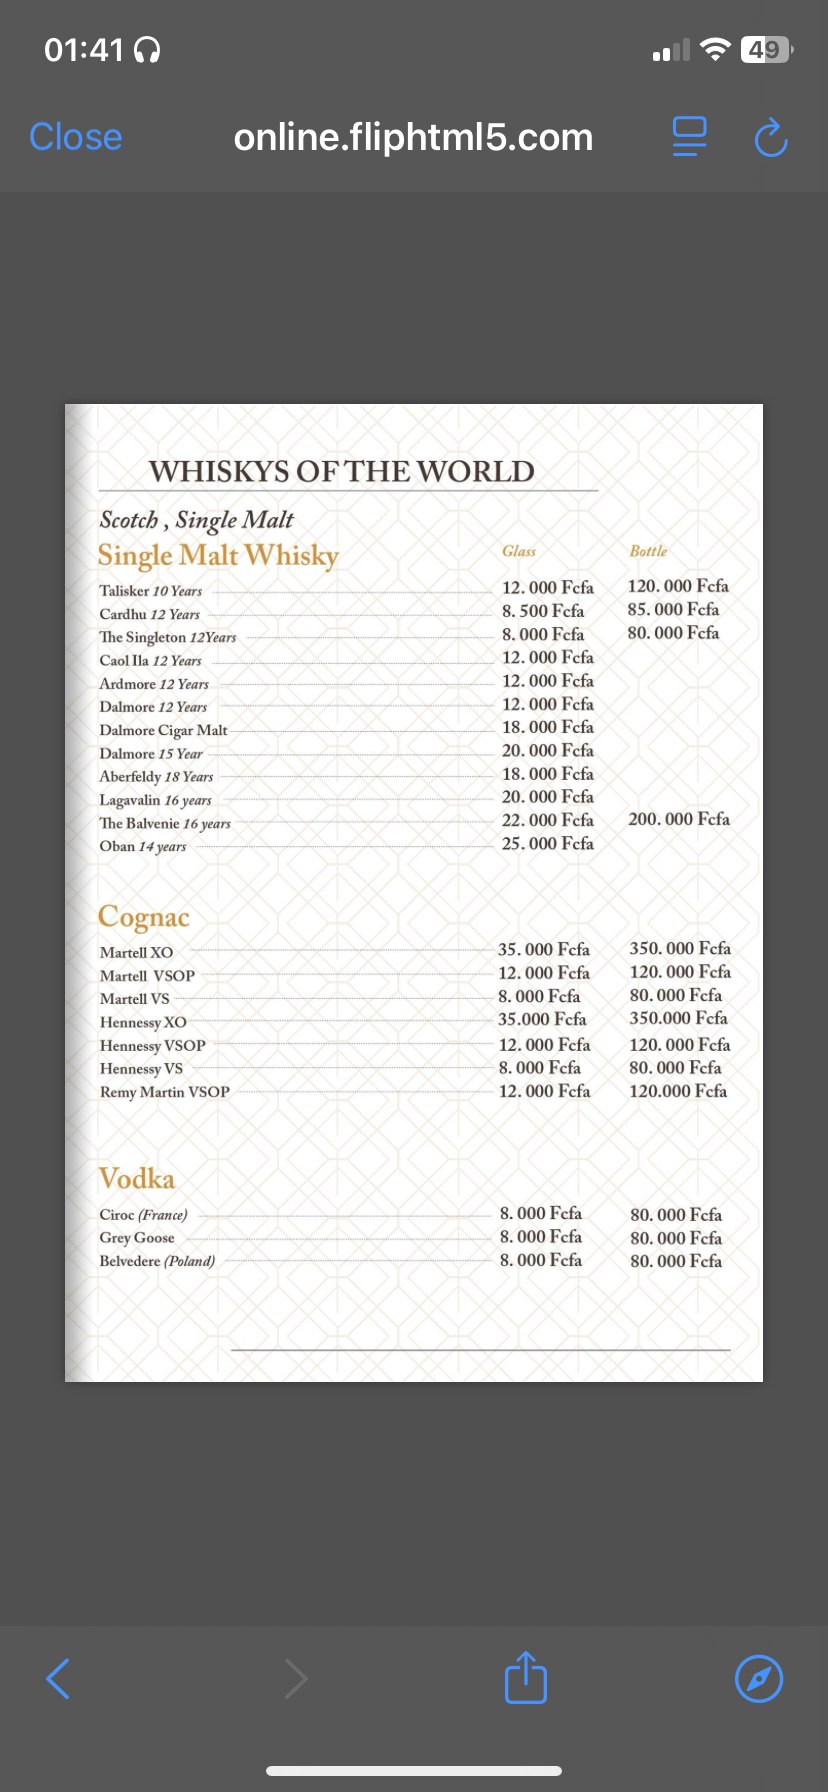 01:41
49
Close online.fliphtml5.com
WHISKYS OF THE WORLD
Scotch , Single Malt
Single Malt Whisky Glass Bottle
Talisker 10 Years 12. 000 Fcfa 120. 000 Fcfa
Cardhu 12 Years 8. 500 Fcfa 85. 000 Fcfa
The Singleton 12Years 8. 000 Fcfa 80. 000 Fcfa
Caol Ila 12 Years 12. 000 Fcfa
Ardmore 12 Years 12. 000 Fcfa
Dalmore 12 Years 12. 000 Fcfa
Dalmore Cigar Malt 18. 000 Fcfa
Dalmore 15 Year 20. 000 Fcfa
Aberfeldy 18 Years 18. 000 Fcfa
Lagavalin 16 years 20. 000 Fcfa
The Balvenie 16 years 22. 000 Fcfa 200. 000 Fcfa
Oban 14 years 25. 000 Fcfa
Cognac
Martell XO 35. 000 Fcfa 350. 000 Fcfa
Martell VSOP 12. 000 Fcfa 120. 000 Fcfa
Martell VS 8. 000 Fcfa 80. 000 Fcfa
Hennessy XO 35.000 Fcfa 350.000 Fcfa
Hennessy VSOP 12. 000 Fcfa 120. 000 Fcfa
Hennessy VS 8. 000 Fcfa 80. 000 Fcfa
Remy Martin VSOP 12. 000 Fcfa 120.000 Fcfa
Vodka
Ciroc (France) 8. 000 Fcfa 80. 000 Fcfa
Grey Goose 8. 000 Fcfa 80. 000 Fcfa
Belvedere (Poland) 8. 000 Fcfa 80. 000 Fcfa